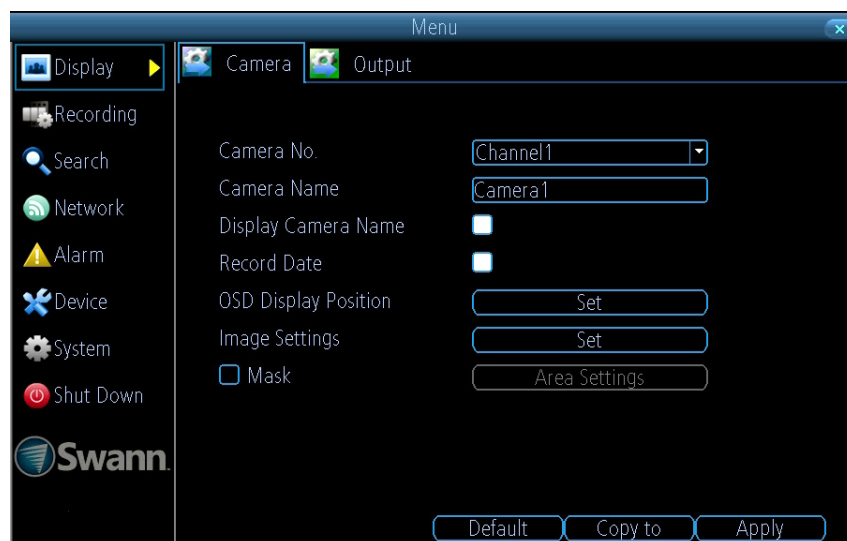 Menu
Display
Recording
Search
Network
Alarm
Device
System
Shut Down
Swann.
Camera
Output
Camera No.
Channel1
Camera Name
Camera1
Display Camera Name
Record Date
OSD Display Position
Set
Image Settings
Set
Mask
Area Settings
Default
Copy to
Apply